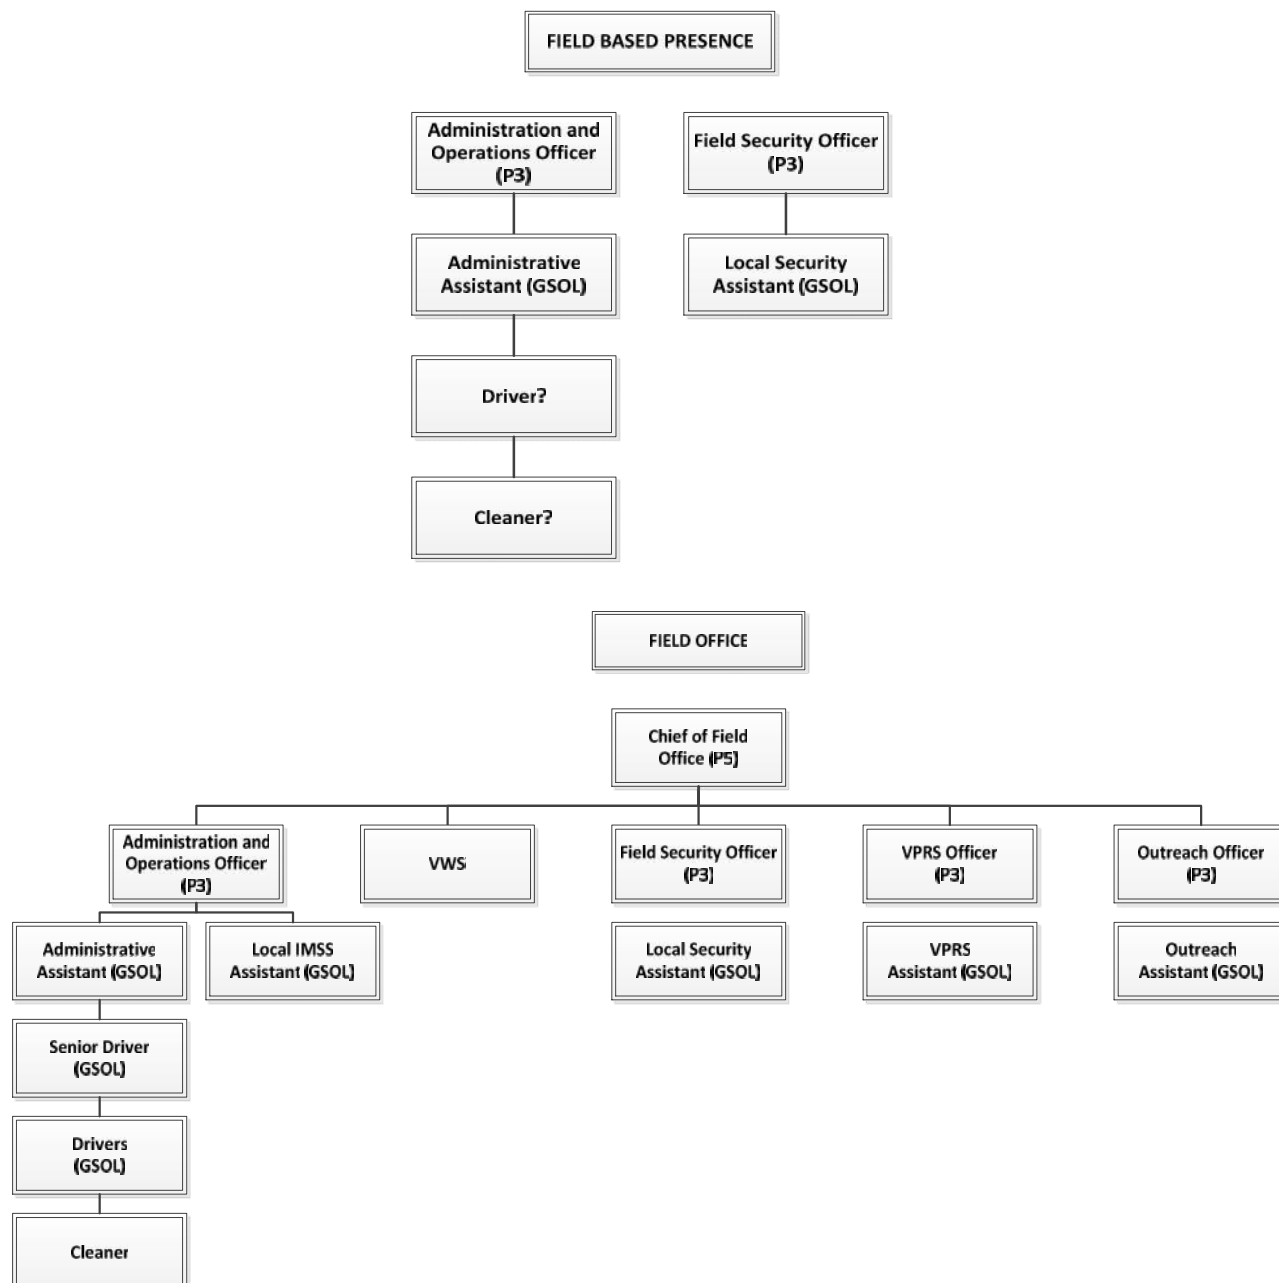 FIELD BASED PRESENCE
Administration and
Operations Officer
(P3)
Field Security Officer
(P3)
Administrative
Assistant (GSOL)
Local Security
Assistant (GSOL)
Driver?
Cleaner?
FIELD OFFICE
Chief of Field
Office (P5)
Administration and
Operations Officer
(P3)
VWS
Field Security Officer
(P3)
VPRS Officer
(P3)
Outreach Officer
(P3)
Administrative
Assistant (GSOL)
Local IMSS
Assistant (GSOL)
Local Security
Assistant (GSOL)
VPRS
Assistant (GSOL)
Outreach
Assistant (GSOL)
Senior Driver
(GSOL)
Drivers
(GSOL)
Cleaner